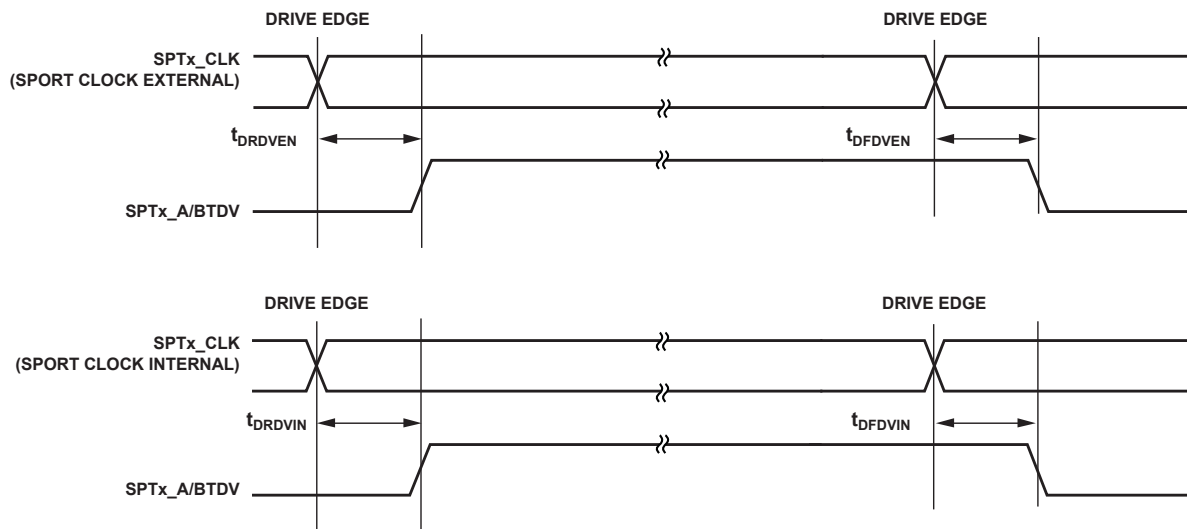 DRIVE EDGE
DRIVE EDGE
SPTx_CLK
(SPORT CLOCK EXTERNAL)
tDRDVEN
tDFDVEN
SPTx_A/BTDV
DRIVE EDGE
DRIVE EDGE
SPTx_CLK
(SPORT CLOCK INTERNAL)
tDRDVIN
tDFDVIN
SPTx_A/BTDV